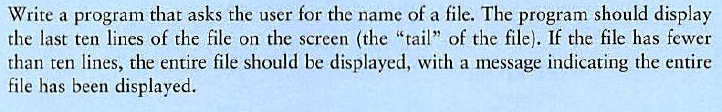 Write a program that asks the user for the name of a file. The program should display
the last ten lines of the file on the screen (the “tail” of the file). If the file has fewer
than ten lines, the entire file should be displayed, with a message indicating the entire
file has been displayed.